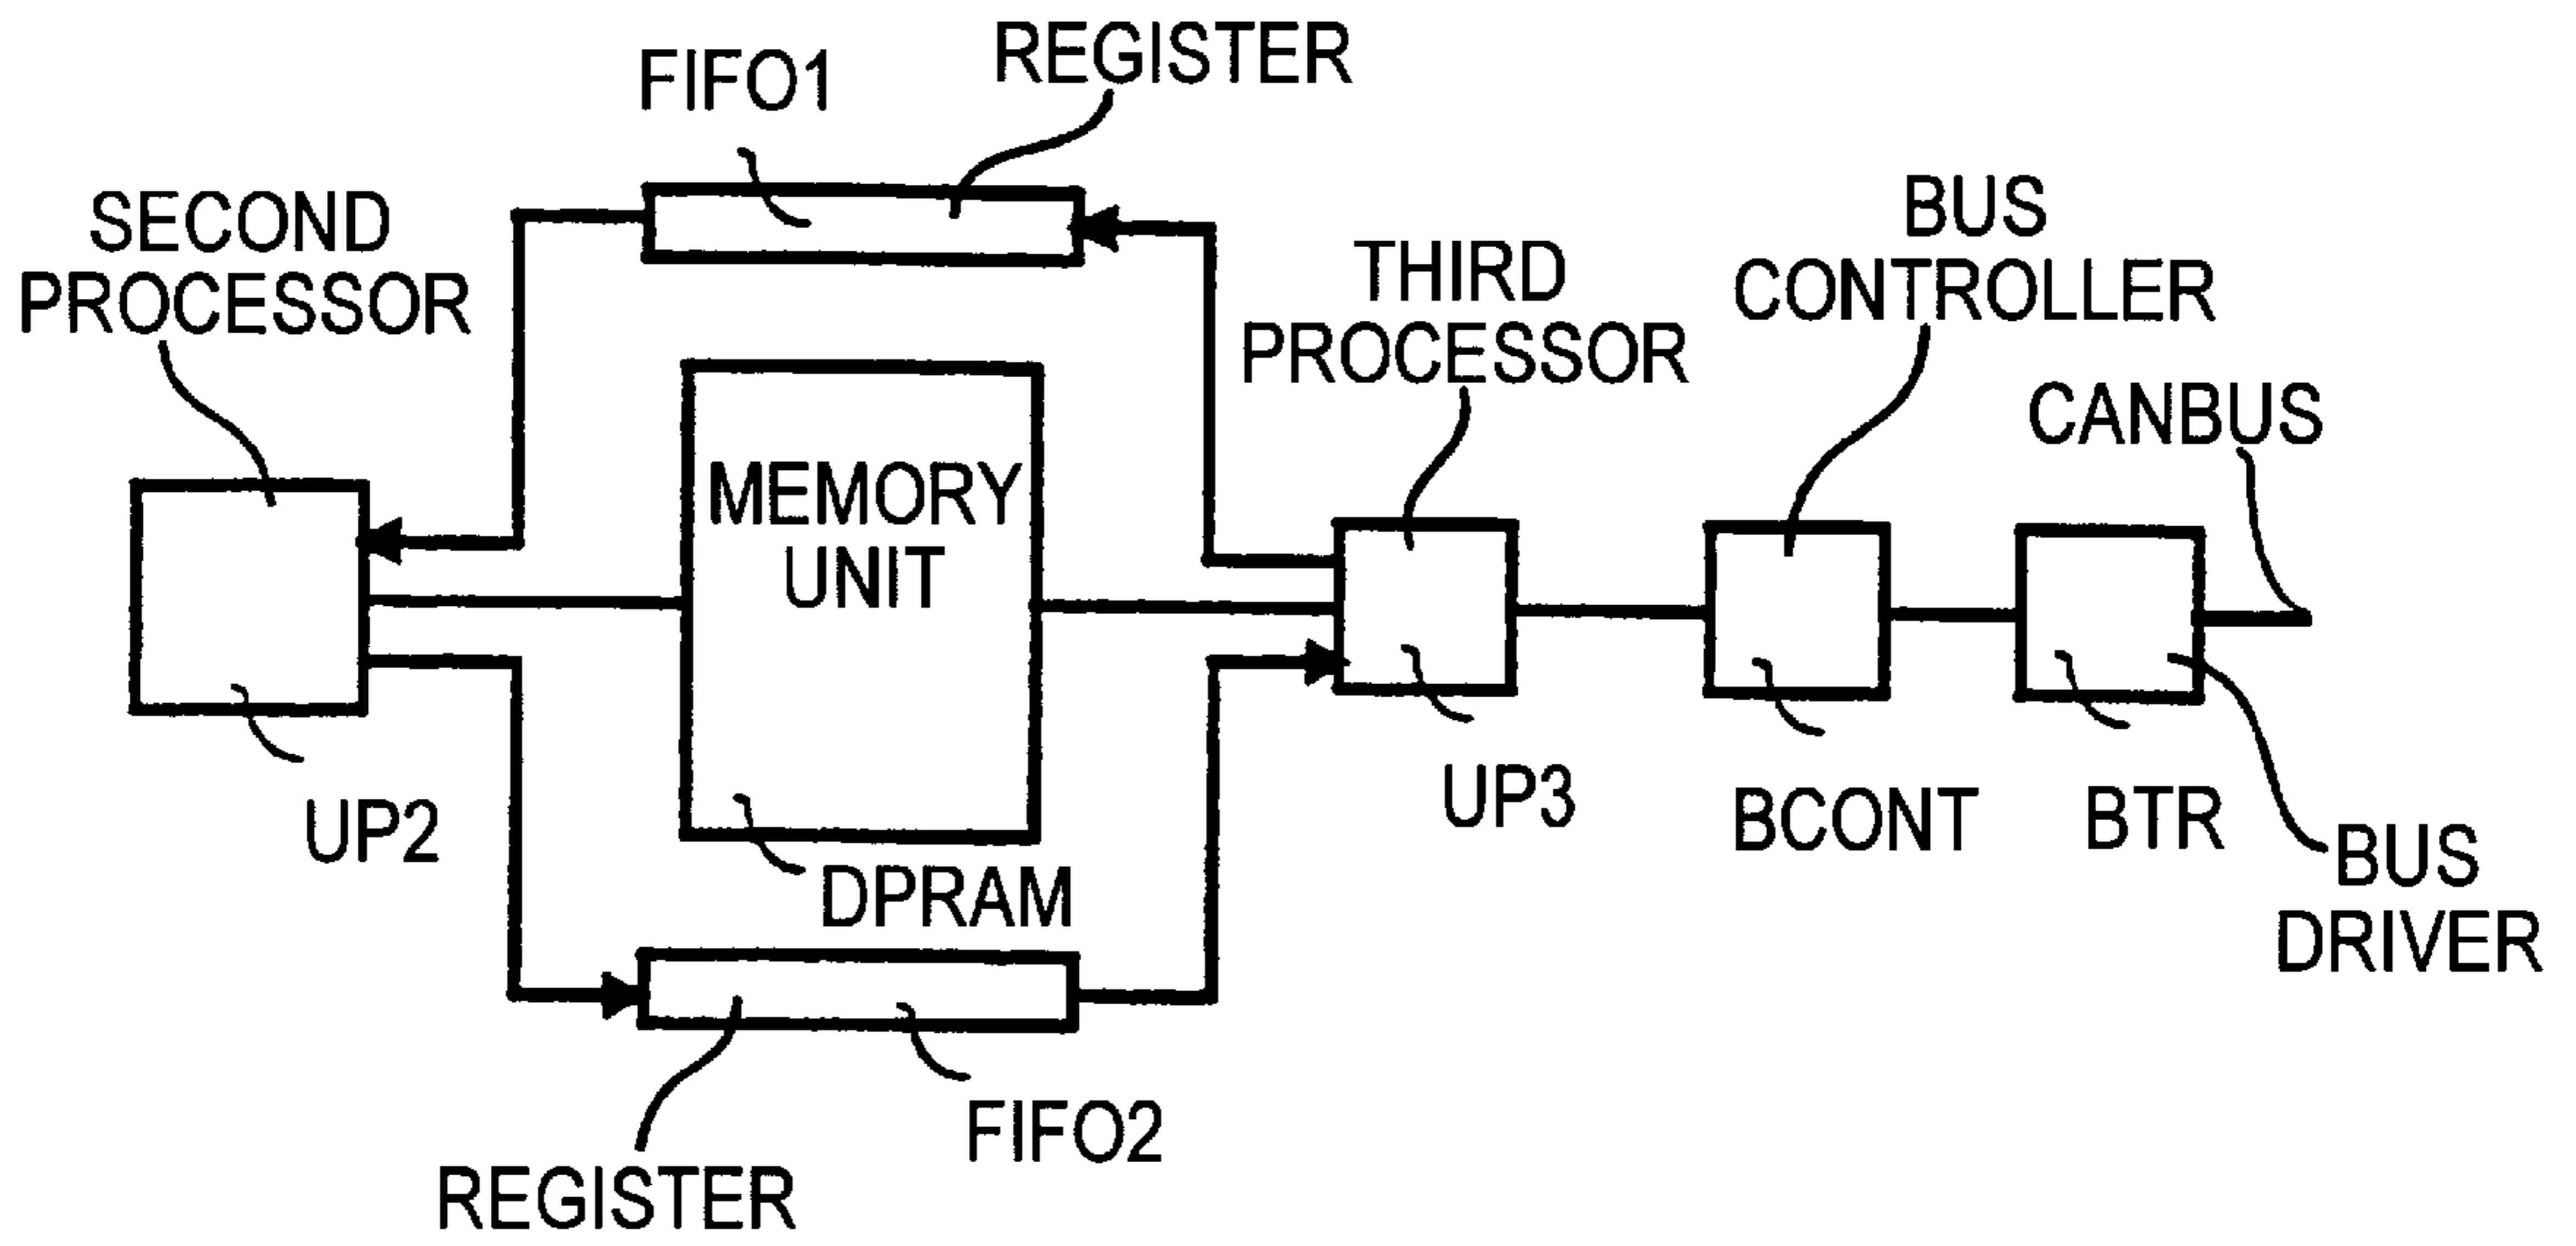 FIFO1
REGISTER
SECOND
PROCESSOR
BUS
CONTROLLER
THIRD
PROCESSOR
CANBUS
MEMORY
UNIT
UP2
DPRAM
UP3
BCONT
BTR
BUS
DRIVER
FIFO2
REGISTER